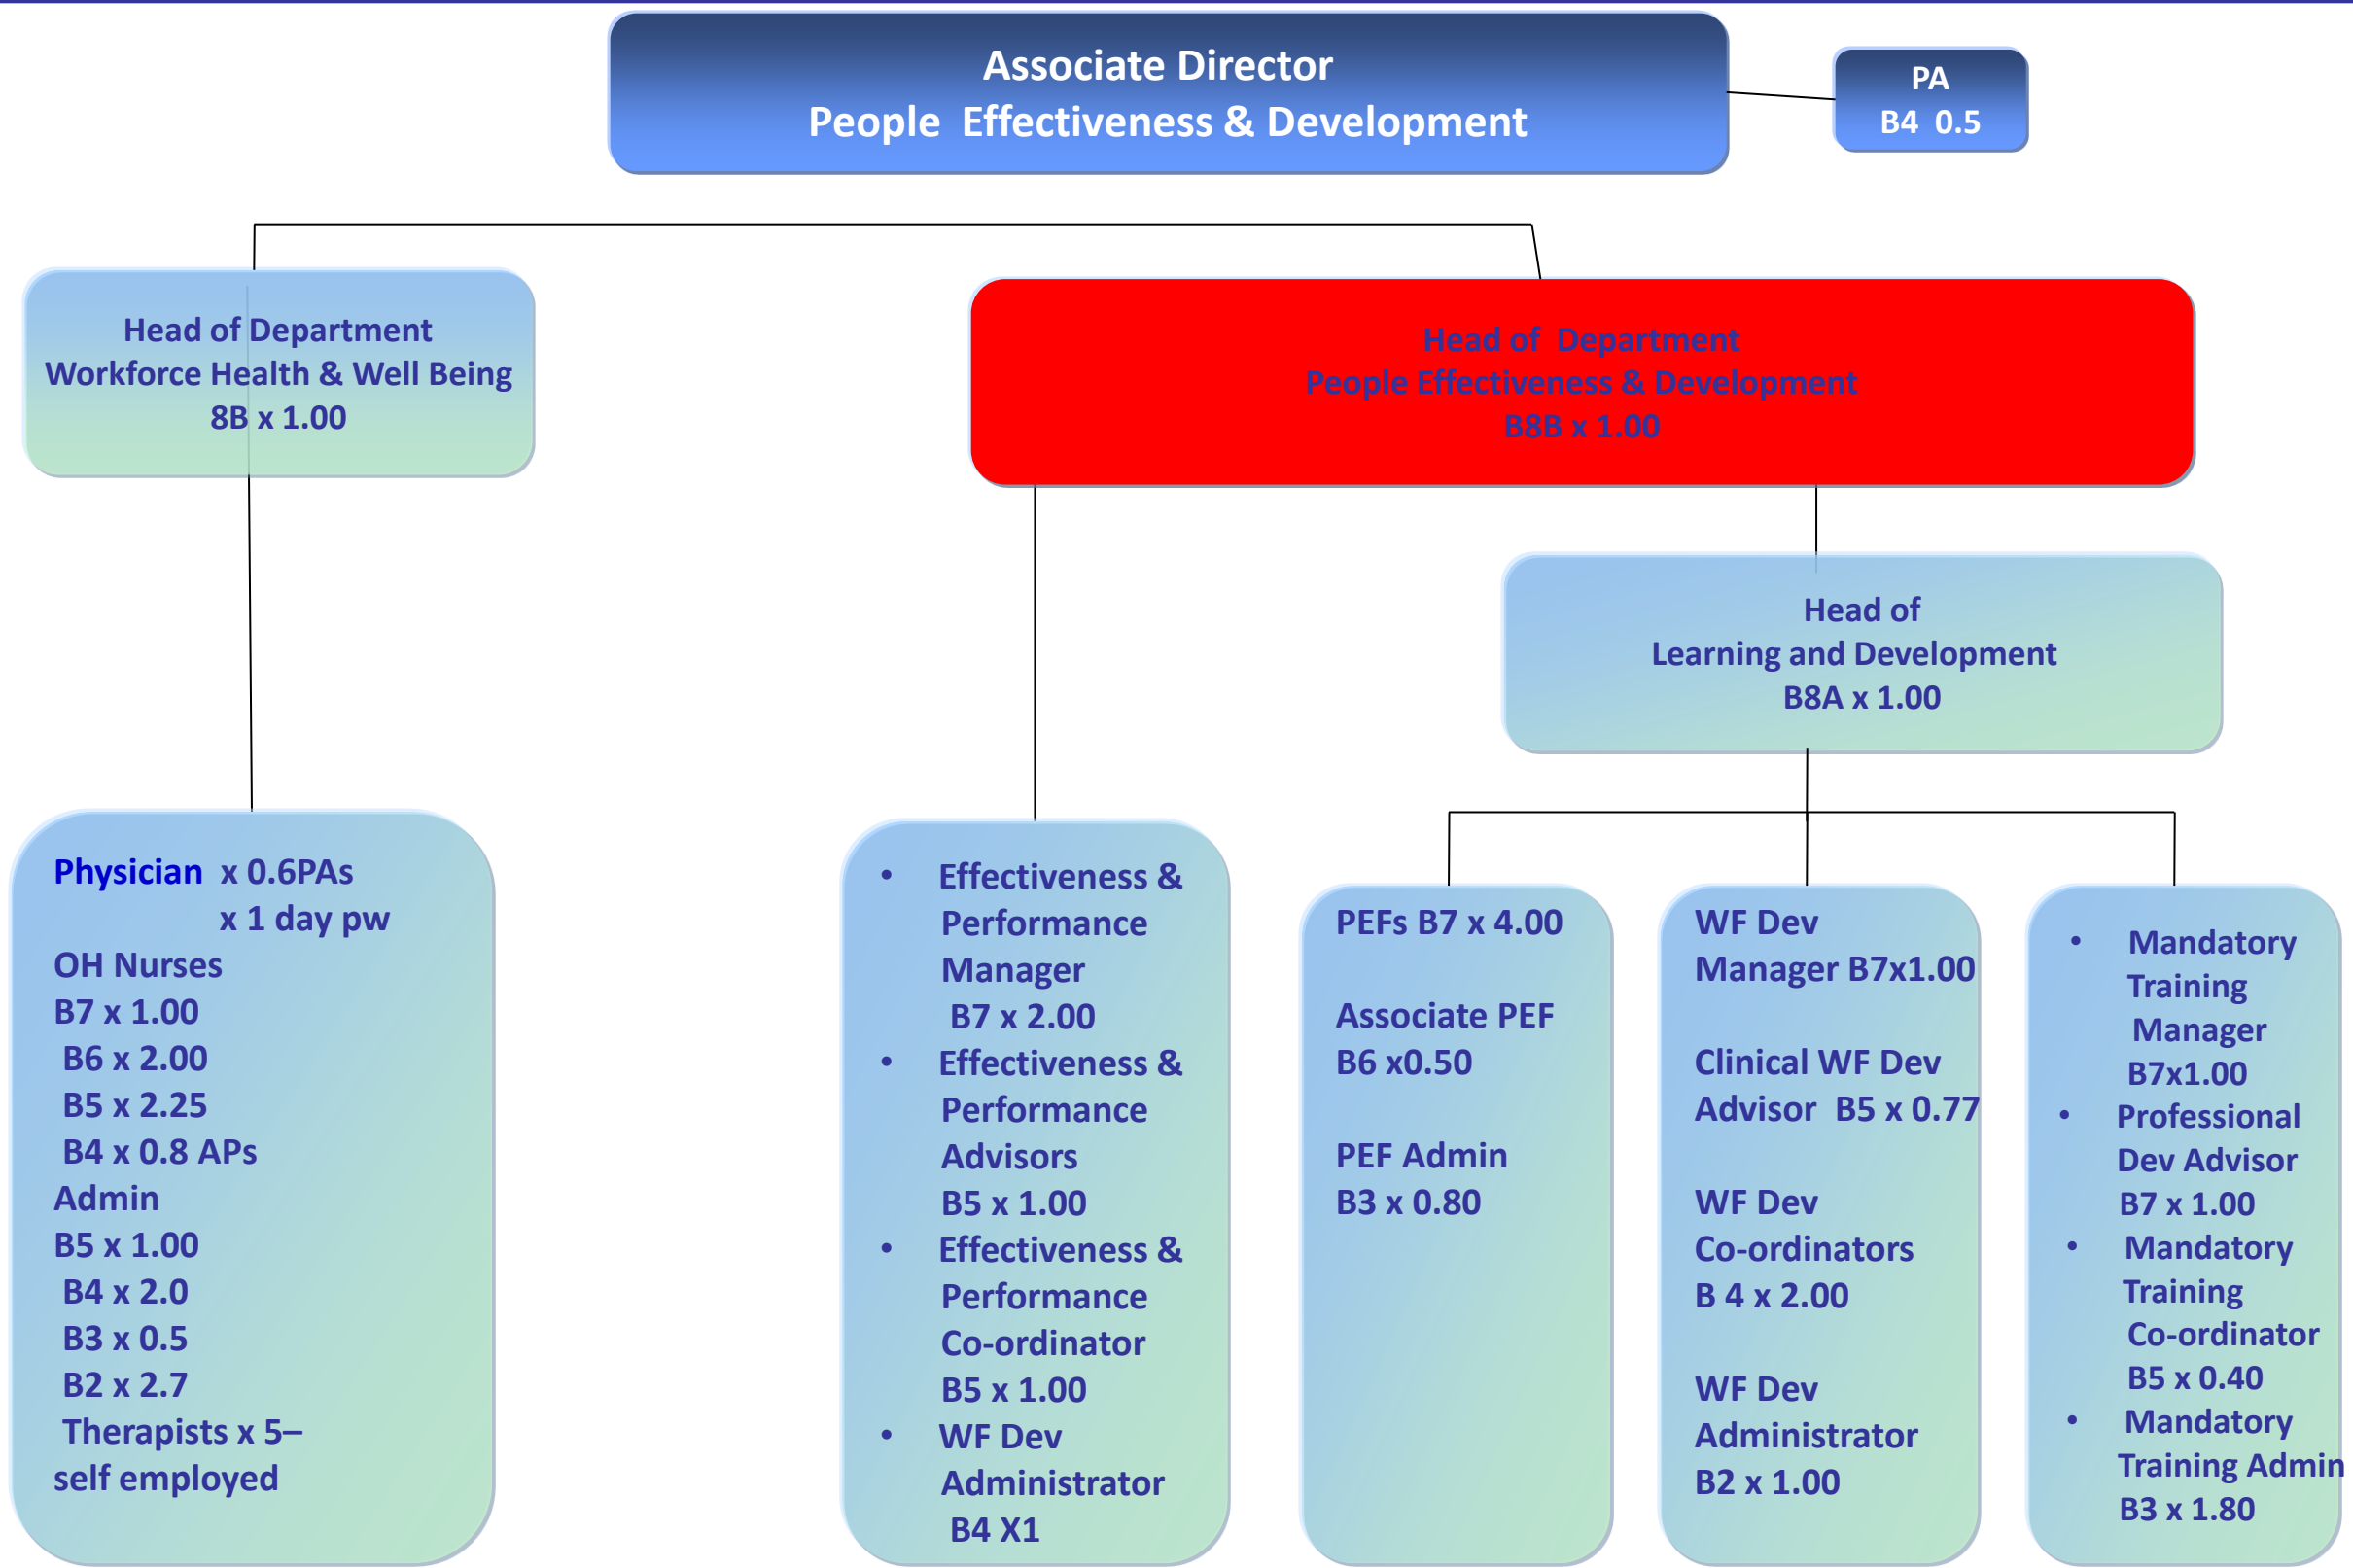 Associate Director
People Effectiveness & Development
PA
B4 0.5
Head of Department
Workforce Health & Well Being
8B x 1.00
Head of Department
People Effectiveness & Development
B8B x 1.00
Head of
Learning and Development
B8A x 1.00
Physician x 0.6PAs
x 1 day pw
OH Nurses
B7 x 1.00
B6 x 2.00
B5 x 2.25
B4 x 0.8 APs
Admin
B5 x 1.00
B4 x 2.0
B3 x 0.5
B2 x 2.7
Therapists x 5–
self employed
• Effectiveness &
Performance
Manager
B7 x 2.00
• Effectiveness &
Performance
Advisors
B5 x 1.00
• Effectiveness &
Performance
Co-ordinator
B5 x 1.00
• WF Dev
Administrator
B4 X1
PEFs B7 x 4.00
Associate PEF
B6 x0.50
PEF Admin
B3 x 0.80
WF Dev
Manager B7x1.00
Clinical WF Dev
Advisor B5 x 0.77
WF Dev
Co-ordinators
B 4 x 2.00
WF Dev
Administrator
B2 x 1.00
• Mandatory
Training
Manager
B7x1.00
• Professional
Dev Advisor
B7 x 1.00
• Mandatory
Training
Co-ordinator
B5 x 0.40
• Mandatory
Training Admin
B3 x 1.80